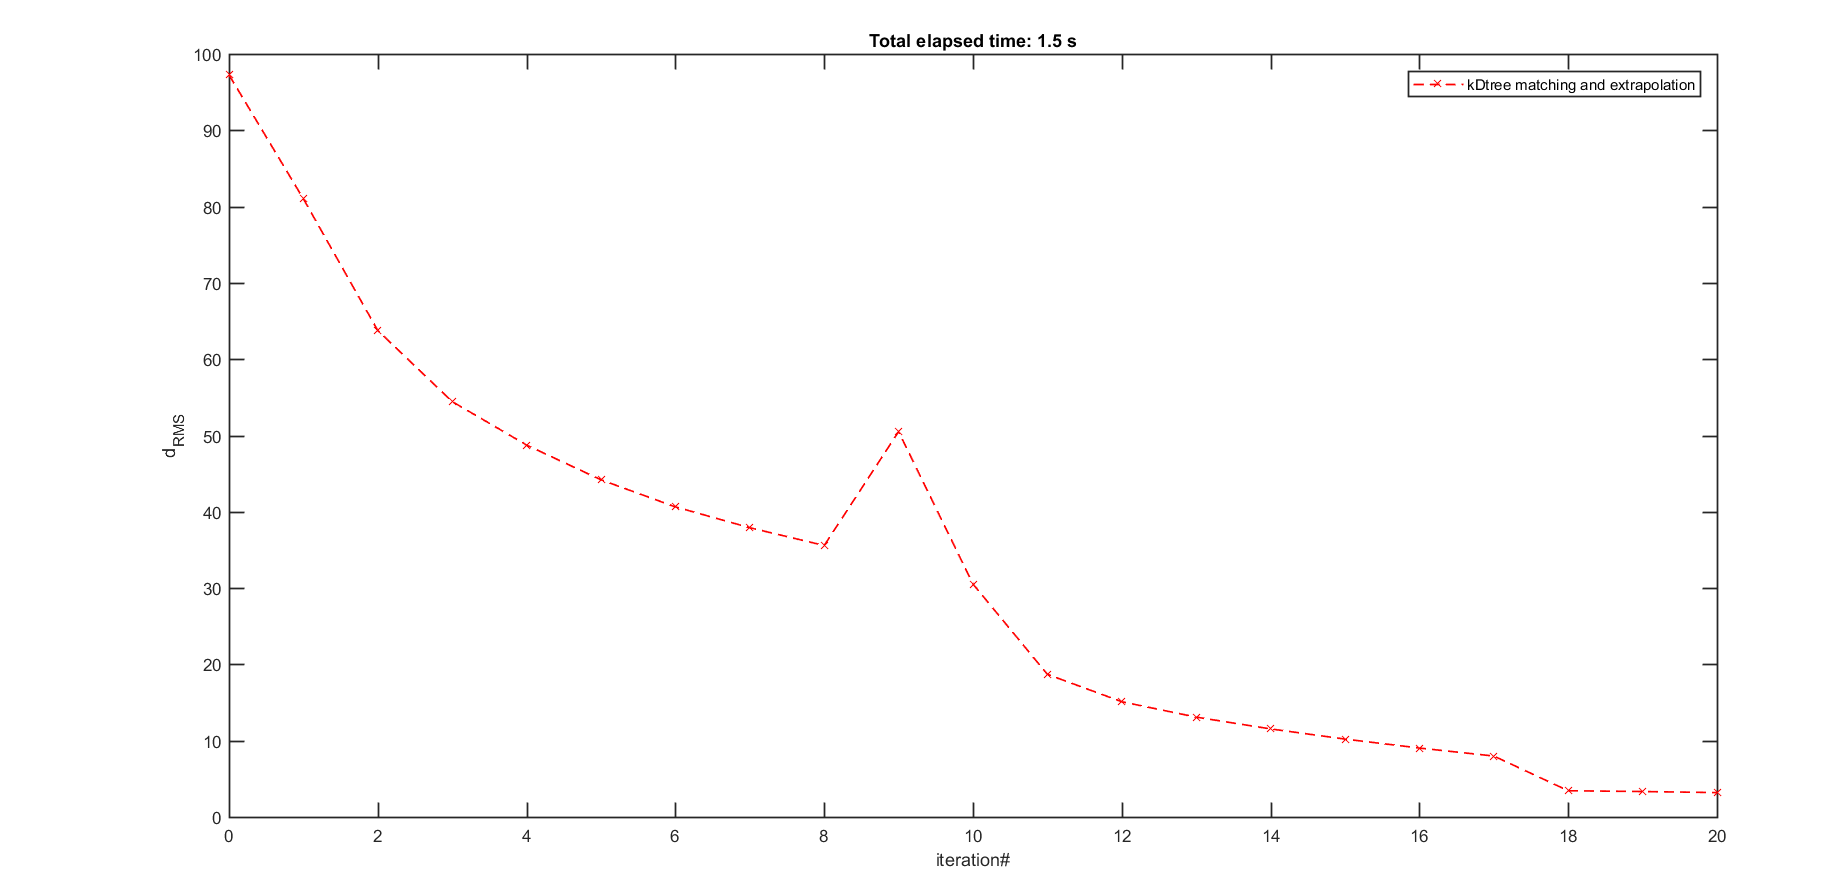 Total elapsed time: 1.5 s
kDtree matching and extrapolation
100
90
80
70
60
50
40
30
20
10
0
d_RMS
0 2 4 6 8 10 12 14 16 18 20
iteration#